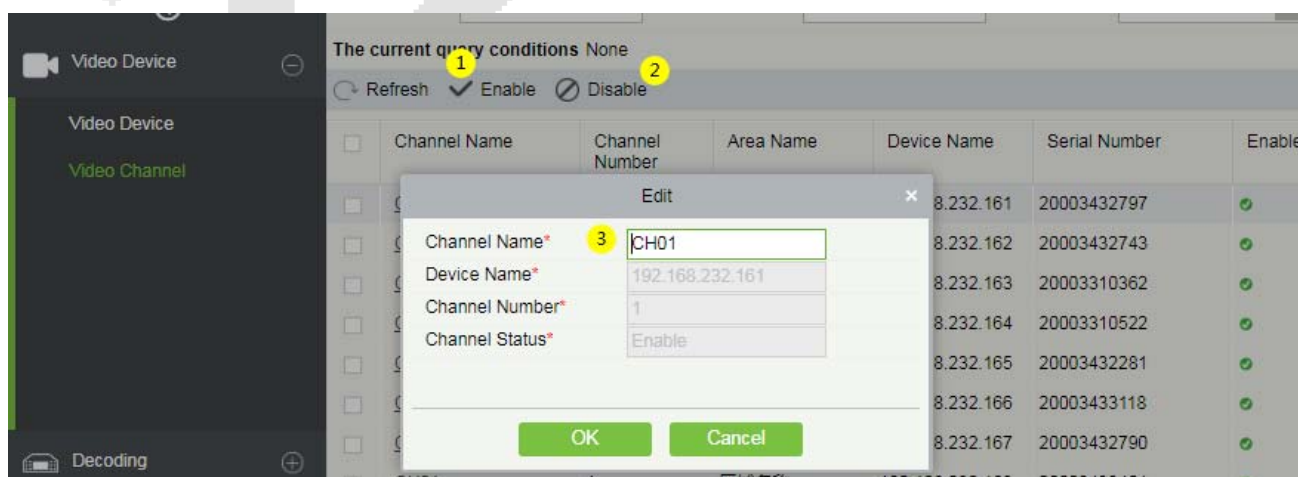 The current query conditions None
1
2
Refresh Enable Disable
Video Device
Video Device
Video Channel
Decoding
Channel Name Channel Number Area Name Device Name Serial Number Enable
Edit
Channel Name* 3 CH01
Device Name* 192.168.232.161
Channel Number* 1
Channel Status* Enable
OK Cancel
8.232.161 20003432797
8.232.162 20003432743
8.232.163 20003310362
8.232.164 20003310522
8.232.165 20003432281
8.232.166 20003433118
8.232.167 20003432790